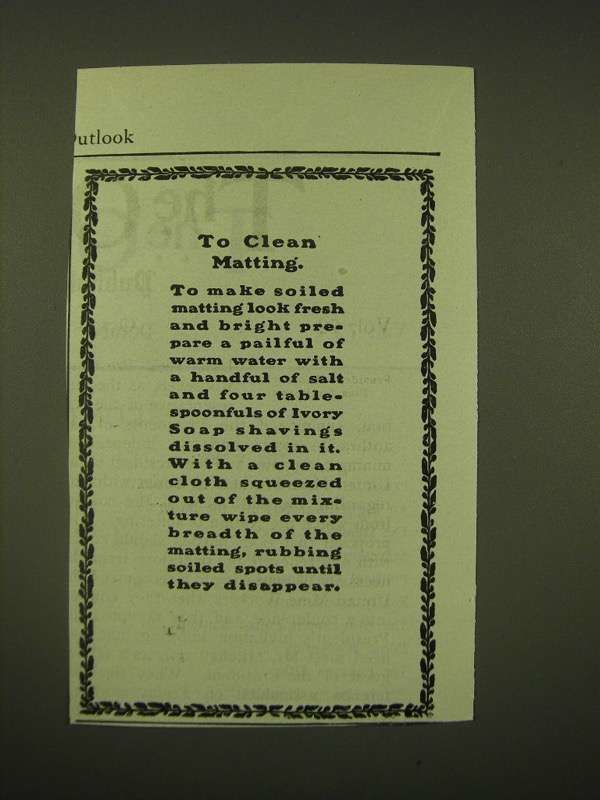 utlook
To Clean
Matting.
To make soiled
matting look fresh
and bright pre-
pare a pailful of
warm water with
a handful of salt
and four table-
spoonfuls of Ivory
Soap shavings
dissolved in it.
With a clean
cloth squeezed
out of the mix-
ture wipe every
breadth of the
matting, rubbing
soiled spots until
they disappear.